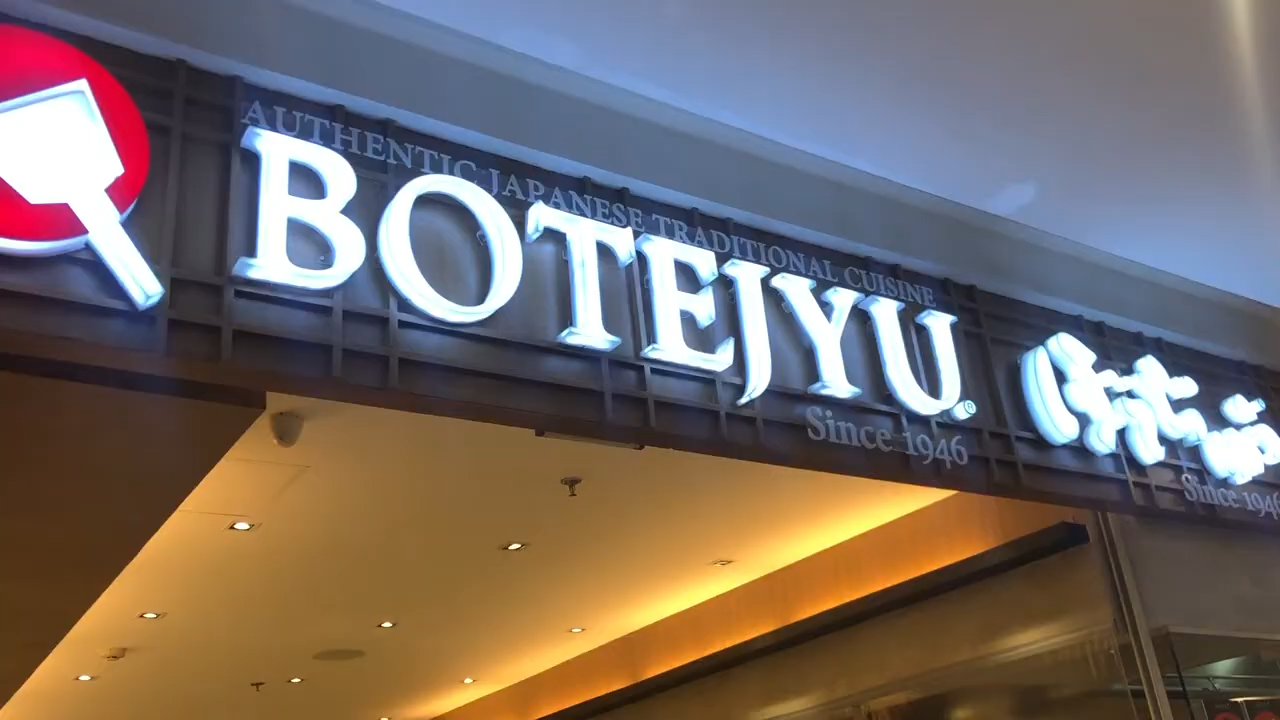 AUTHENTIC JAPANESE TRADITIONAL CUISINE
BOTEJYU®
Since 1946
ぼてぢゅう
Since 1946